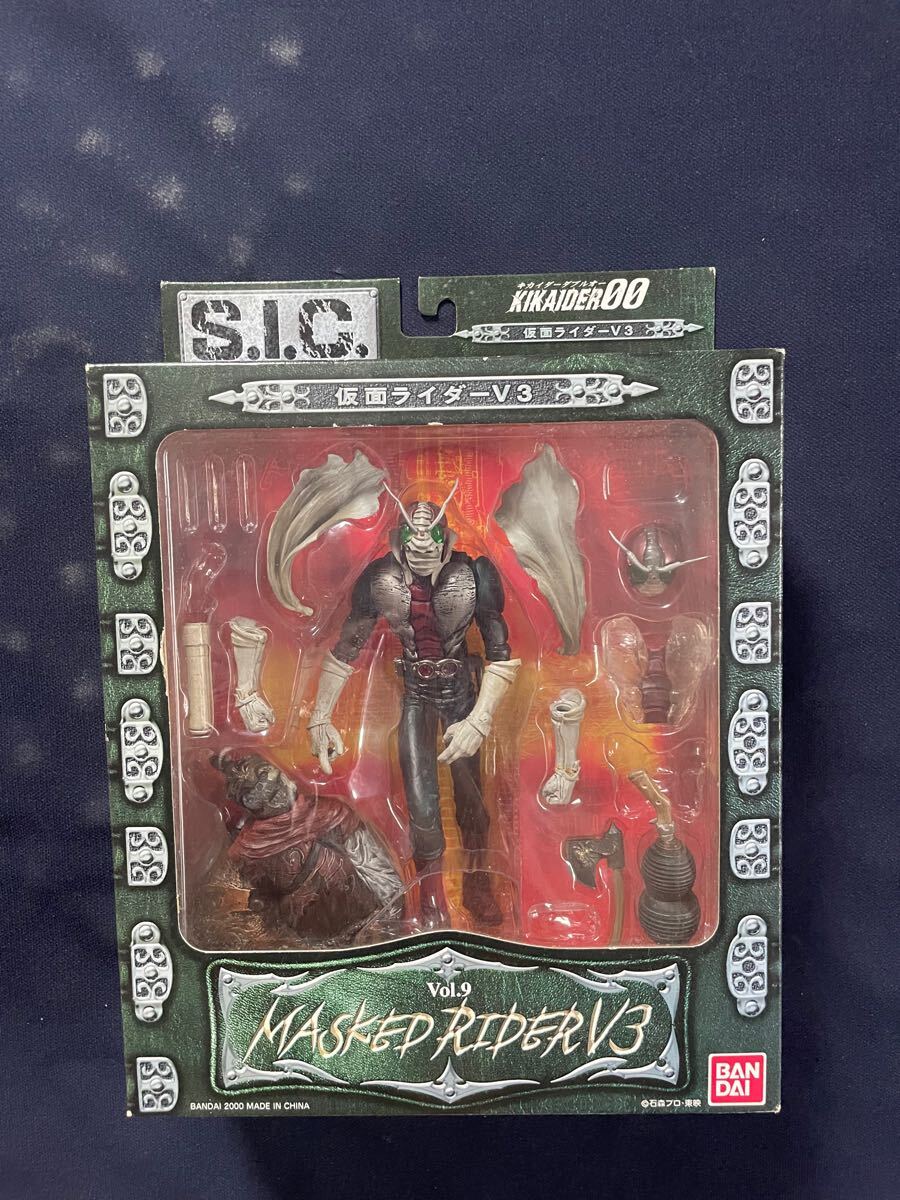 S.I.C.
キカイダーダブルオー
KIKAIDER00
仮面ライダーV3
仮面ライダーV3
Vol.9
MASKED RIDER V3
BAN
DAI
BANDAI 2000 MADE IN CHINA
©石森プロ・東映